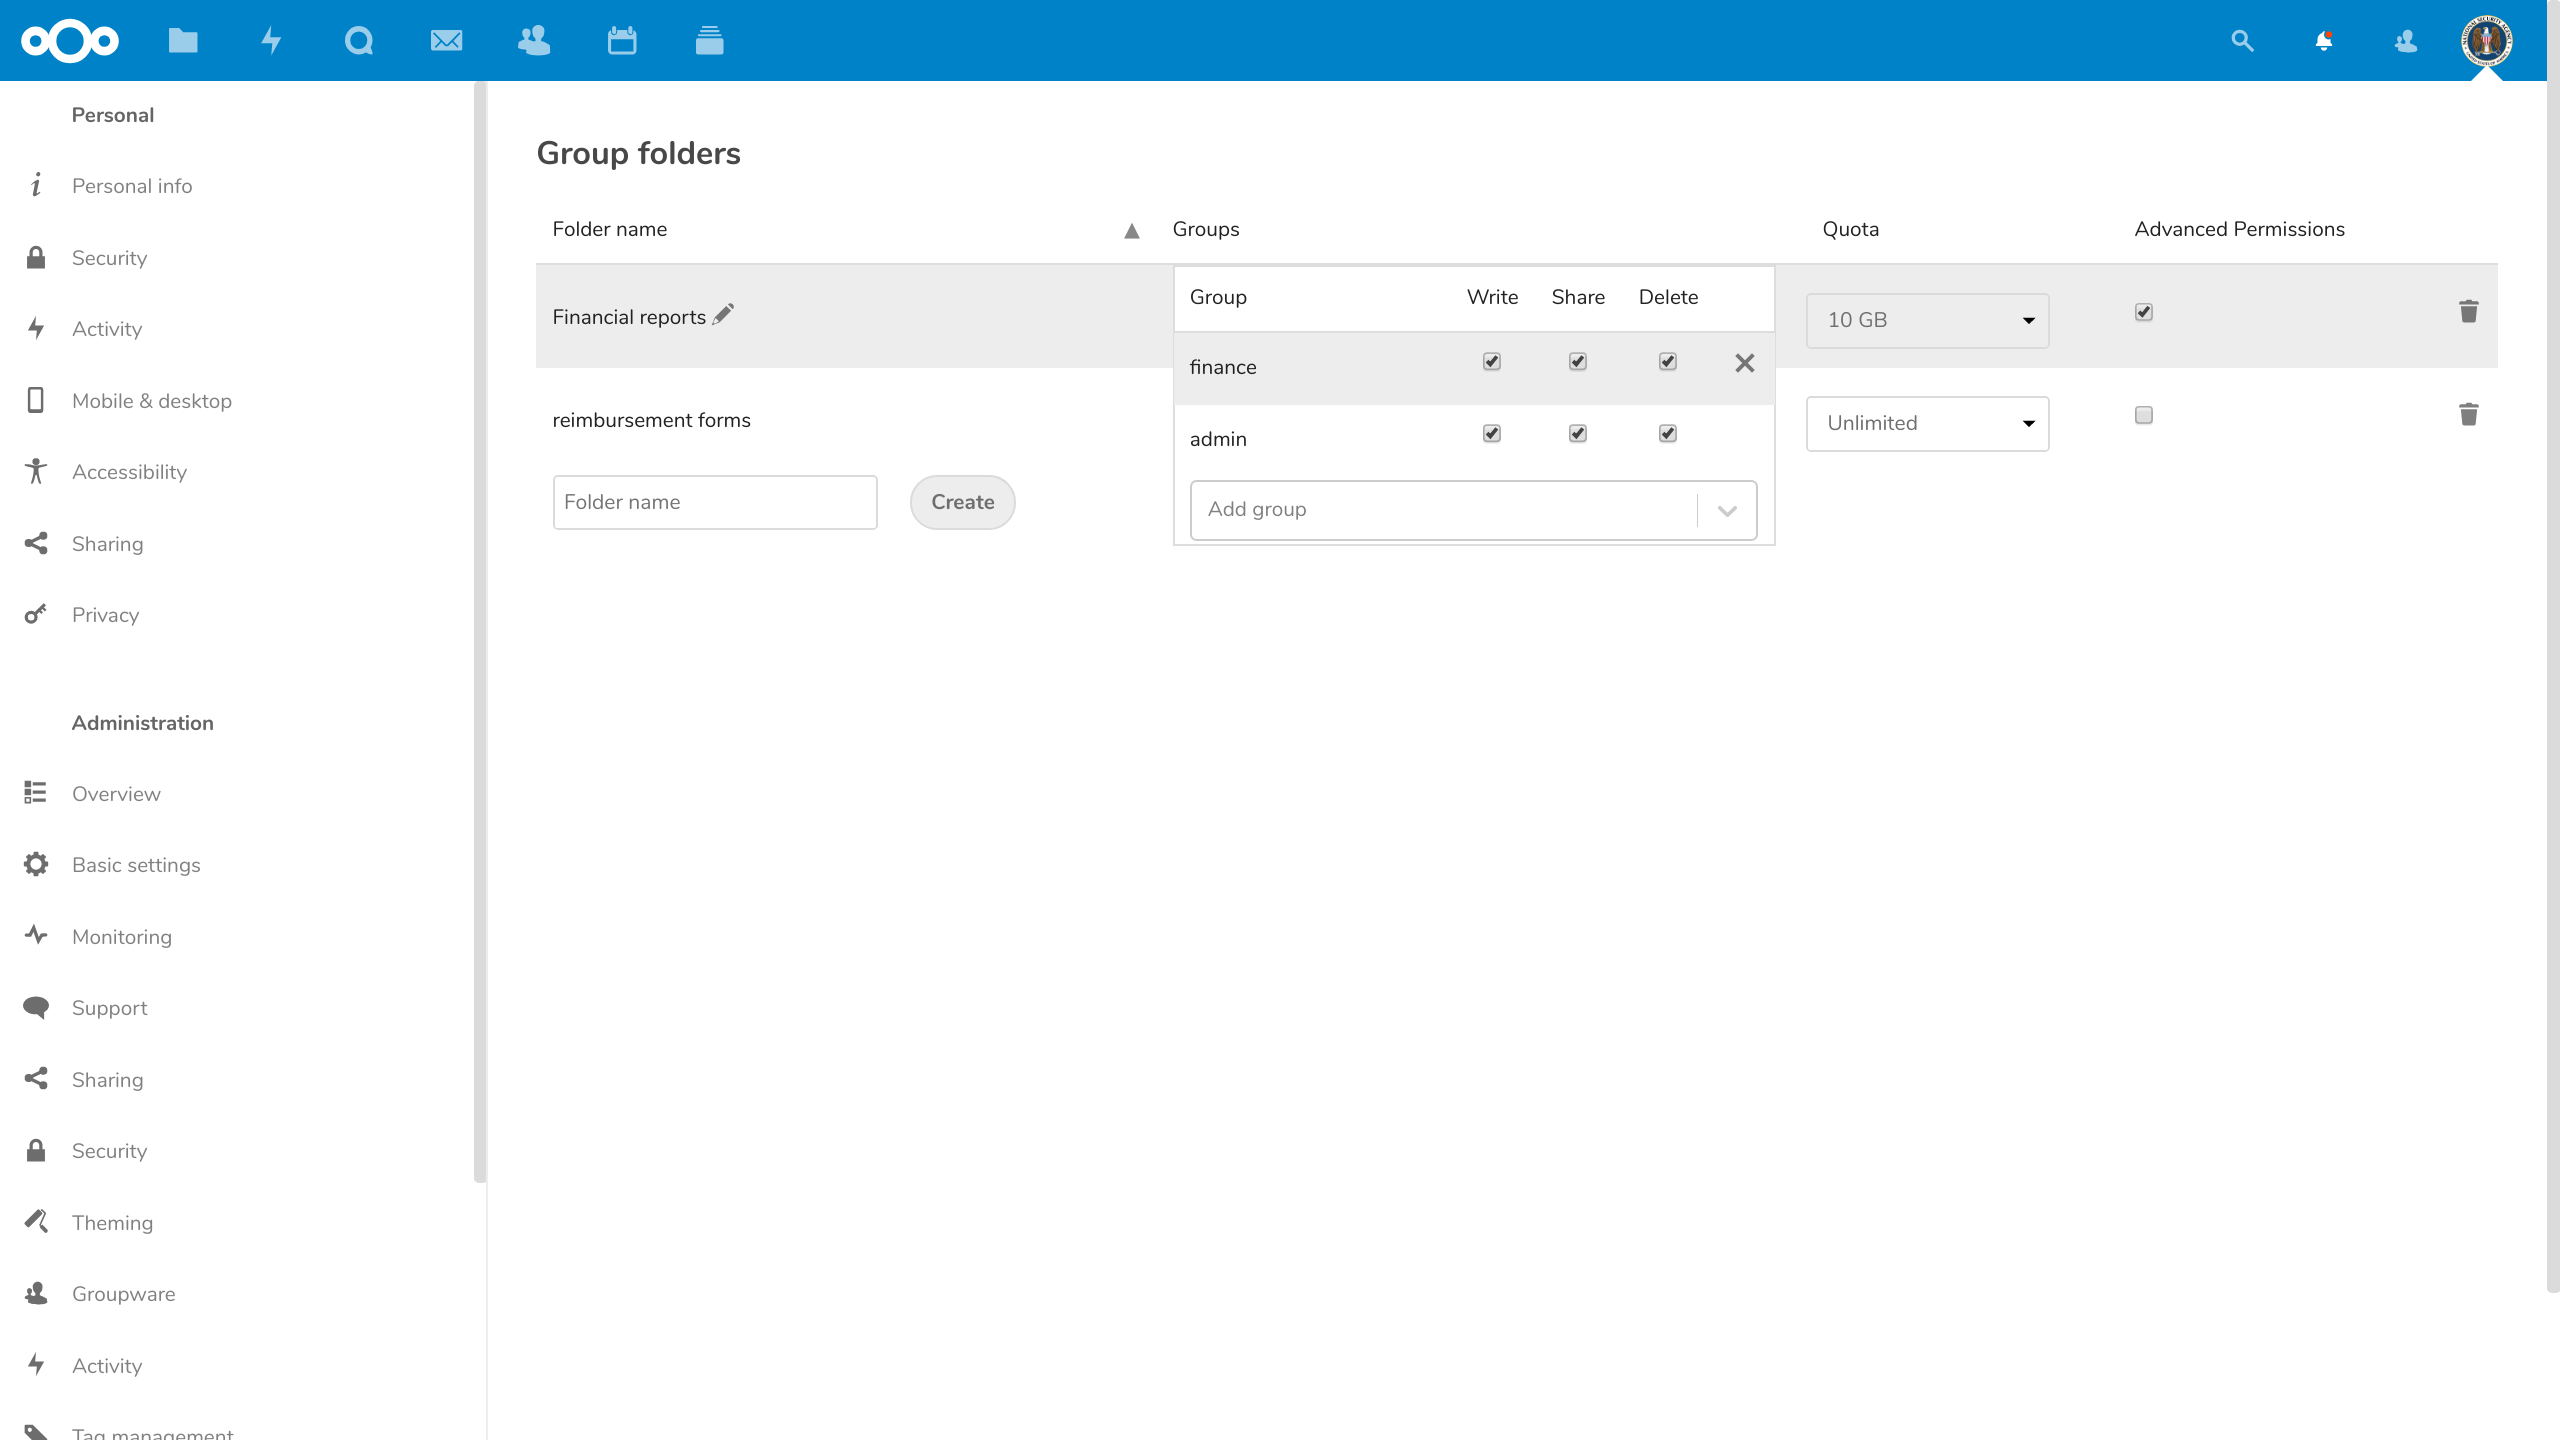 Personal
Personal info
Security
Activity
Mobile & desktop
Accessibility
Sharing
Privacy
Administration
Overview
Basic settings
Monitoring
Support
Sharing
Security
Theming
Groupware
Activity
Tag management
Group folders
Folder name ▲ Groups Quota Advanced Permissions
Financial reports
10 GB
Group Write Share Delete
finance
admin
Add group
reimbursement forms
Unlimited
Folder name
Create